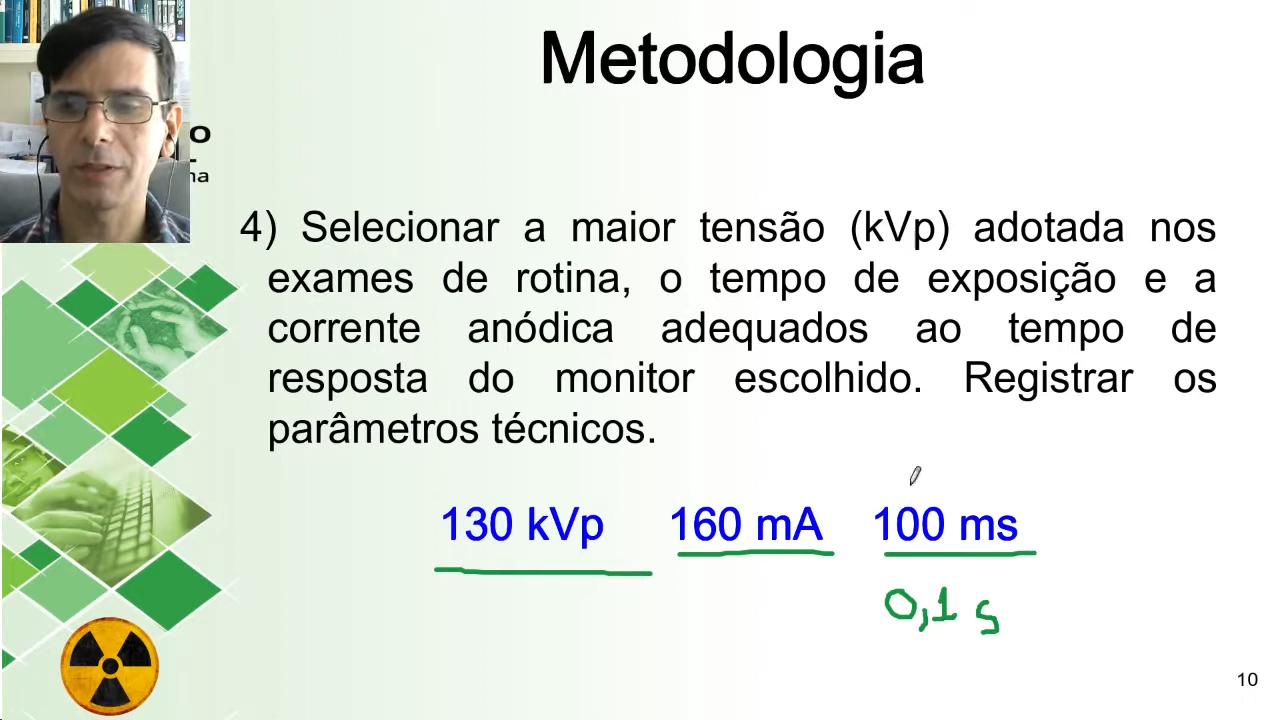 Metodologia
o
na
4) Selecionar a maior tensão (kVp) adotada nos
exames de rotina, o tempo de exposição e a
corrente anódica adequados ao tempo de
resposta do monitor escolhido. Registrar os
parâmetros técnicos.
130 kVp 160 mA 100 ms
0,1 s
10